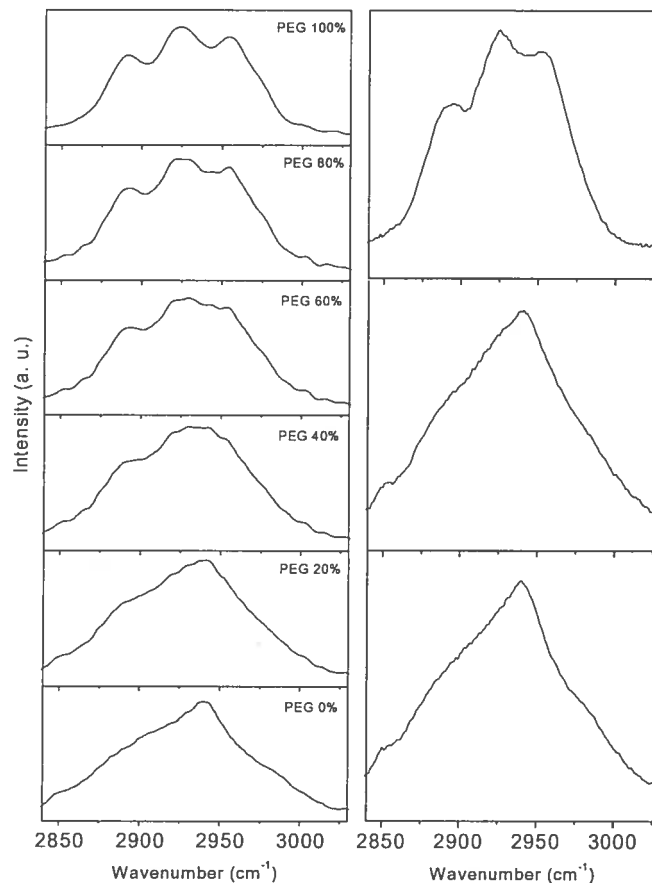 PEG 100%
PEG 80%
PEG 60%
PEG 40%
PEG 20%
PEG 0%
Intensity (a. u.)
2850 2900 2950 3000
2850 2900 2950 3000
Wavenumber (cm⁻¹)
Wavenumber (cm⁻¹)